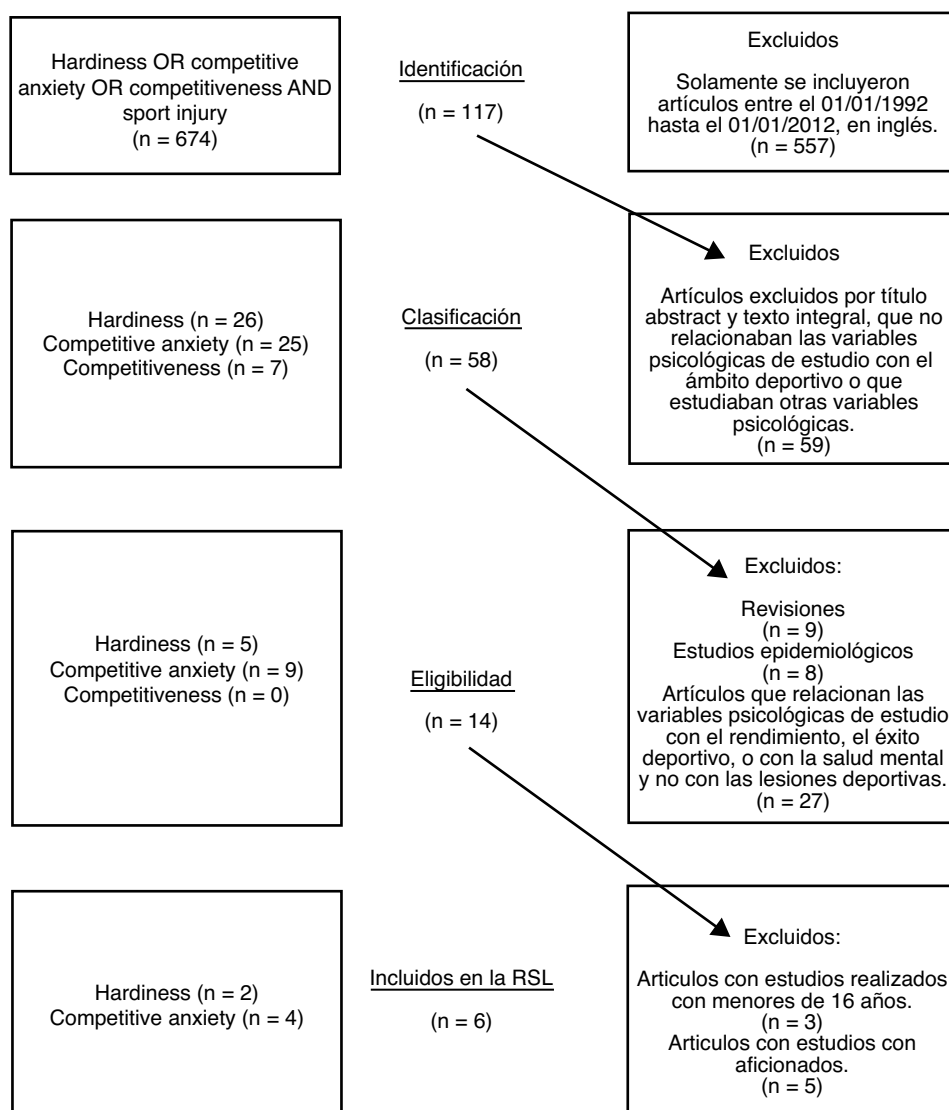 Hardiness OR competitive
anxiety OR competitiveness AND
sport injury
(n = 674)
Identificación
(n = 117)
Excluidos
Solamente se incluyeron
artículos entre el 01/01/1992
hasta el 01/01/2012, en inglés.
(n = 557)
Hardiness (n = 26)
Competitive anxiety (n = 25)
Competitiveness (n = 7)
Clasificación
(n = 58)
Excluidos
Artículos excluidos por título
abstract y texto integral, que no
relacionaban las variables
psicológicas de estudio con el
ámbito deportivo o que
estudiaban otras variables
psicológicas.
(n = 59)
Hardiness (n = 5)
Competitive anxiety (n = 9)
Competitiveness (n = 0)
Eligibilidad
(n = 14)
Excluidos:
Revisiones
(n = 9)
Estudios epidemiológicos
(n = 8)
Artículos que relacionan las
variables psicológicas de estudio
con el rendimiento, el éxito
deportivo, o con la salud mental
y no con las lesiones deportivas.
(n = 27)
Hardiness (n = 2)
Competitive anxiety (n = 4)
Incluidos en la RSL
(n = 6)
Excluidos:
Articulos con estudios realizados
con menores de 16 años.
(n = 3)
Articulos con estudios con
aficionados.
(n = 5)